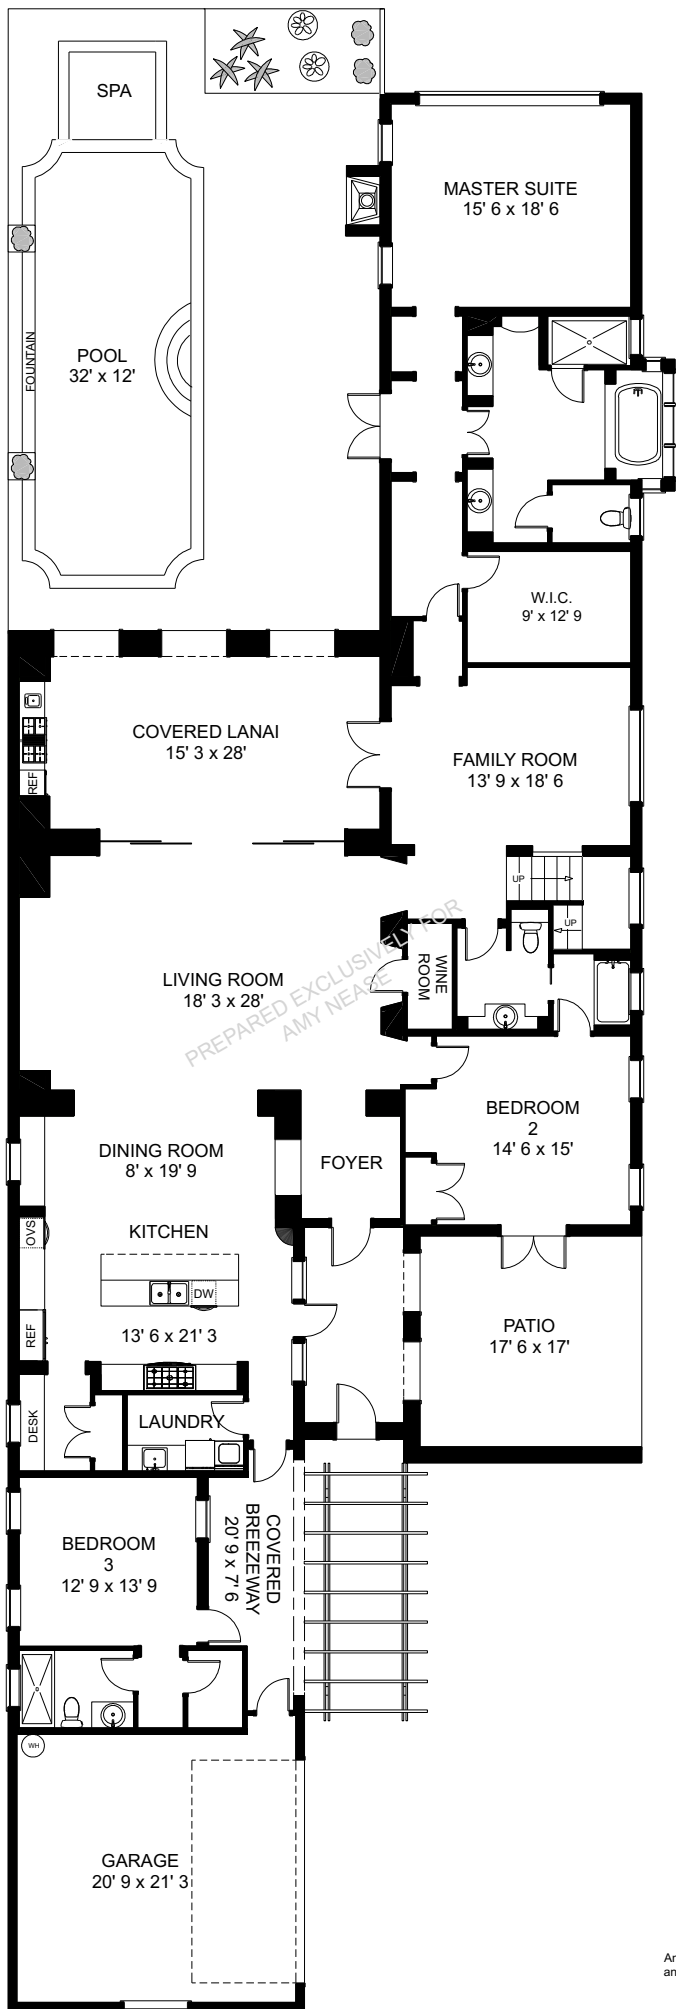 SPA
MASTER SUITE
15' 6 x 18' 6
FOUNTAIN
POOL
32' x 12'
W.I.C.
9' x 12' 9
COVERED LANAI
15' 3 x 28'
REF
FAMILY ROOM
13' 9 x 18' 6
UP
UP
LIVING ROOM
18' 3 x 28'
WINE
ROOM
PREPARED EXCLUSIVELY FOR
AMY NEASE
BEDROOM
2
14' 6 x 15'
DINING ROOM
8' x 19' 9
FOYER
OVS
KITCHEN
DW
REF
13' 6 x 21' 3
PATIO
17' 6 x 17'
DESK
LAUNDRY
COVERED
BREEZEWAY
20' 9 x 7' 6
BEDROOM
3
12' 9 x 13' 9
WH
GARAGE
20' 9 x 21' 3
Ar
an